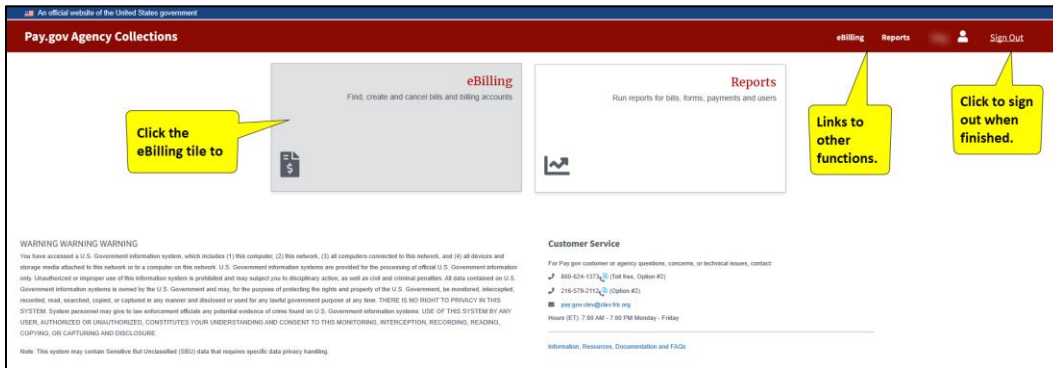 An official website of the United States government
Pay.gov Agency Collections
eBilling
Reports
Sign Out
eBilling
Find, create and cancel bills and billing accounts
Reports
Run reports for bills, forms, payments and users
Click the
eBilling tile to
Links to
other
functions.
Click to sign
out when
finished.
WARNING WARNING WARNING
You have accessed a U.S. Government information system, which includes (1) this computer, (2) this network, (3) all computers connected to this network, and (4) all devices and
storage media attached to this network or to a computer on this network. U.S. Government information systems are provided for the processing of official U.S. Government information
only. Unauthorized or improper use of this information system is prohibited and may subject you to disciplinary action, as well as civil and criminal penalties. All data contained on U.S.
Government information systems is owned by the U.S. Government and may, for the purpose of protecting the rights and property of the U.S. Government, be monitored, intercepted,
recorded, read, searched, copied, or captured in any manner and disclosed or used for any lawful government purpose at any time. THERE IS NO RIGHT TO PRIVACY IN THIS
SYSTEM. System personnel may give to law enforcement officials any potential evidence of crime found on U.S. Government information systems. USE OF THIS SYSTEM BY ANY
USER, AUTHORIZED OR UNAUTHORIZED, CONSTITUTES YOUR UNDERSTANDING AND CONSENT TO THIS MONITORING, INTERCEPTION, RECORDING, READING,
COPYING, OR CAPTURING AND DISCLOSURE
Note: This system may contain Sensitive But Unclassified (SBU) data that requires specific data privacy handling.
Customer Service
For Pay.gov customer or agency questions, concerns, or technical issues, contact:
800-624-1373 (Toll free, Option #2)
216-579-2112 (Option #2)
pay.gov.clev@clev.frb.org
Hours (ET): 7:00 AM - 7:00 PM Monday - Friday
Information, Resources, Documentation and FAQs